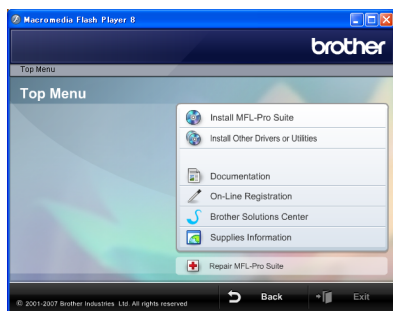 Macromedia Flash Player 8
brother
Top Menu
Top Menu
Install MFL-Pro Suite
Install Other Drivers or Utilities
Documentation
On-Line Registration
Brother Solutions Center
Supplies Information
Repair MFL-Pro Suite
© 2001-2007 Brother Industries Ltd. All rights reserved
Back
Exit